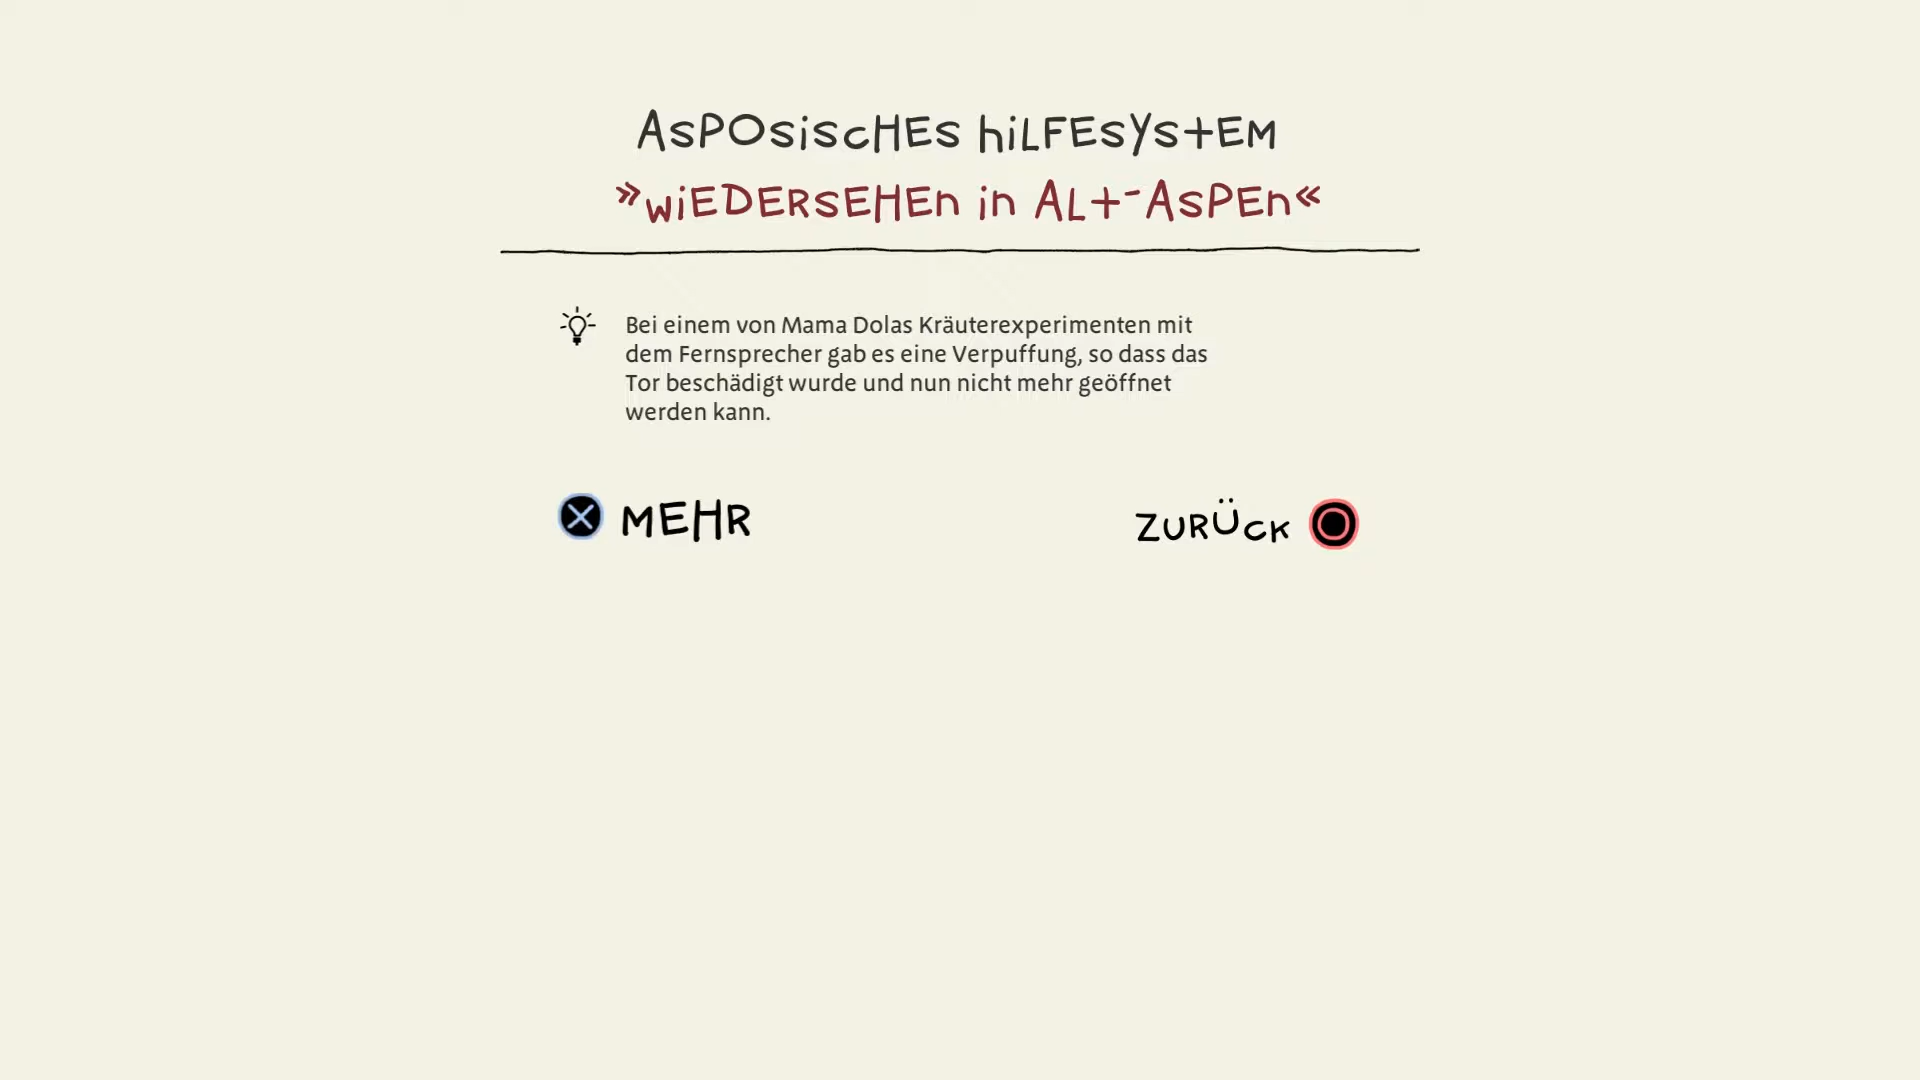 Asposisches Hilfesystem
»Wiedersehen in Alt-Aspen«
Bei einem von Mama Dolas Kräuterexperimenten mit
dem Fernsprecher gab es eine Verpuffung, so dass das
Tor beschädigt wurde und nun nicht mehr geöffnet
werden kann.
Mehr
Zurück